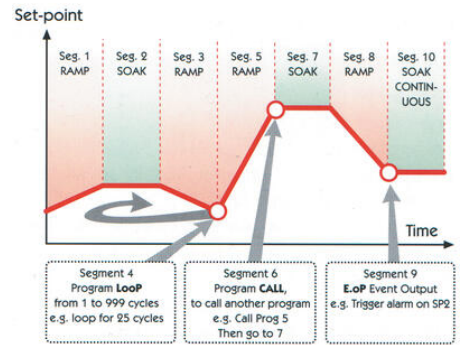 Set-point
Seg. 1
RAMP
Seg. 2
SOAK
Seg. 3
RAMP
Seg. 5
RAMP
Seg. 7
SOAK
Seg. 8
RAMP
Seg. 10
SOAK
CONTIN-
UOUS
Time
Segment 4
Program LooP
from 1 to 999 cycles
e.g. loop for 25 cycles
Segment 6
Program CALL,
to call another program
e.g. Call Prog 5
Then go to 7
Segment 9
E.oP Event Output
e.g. Trigger alarm on SP2